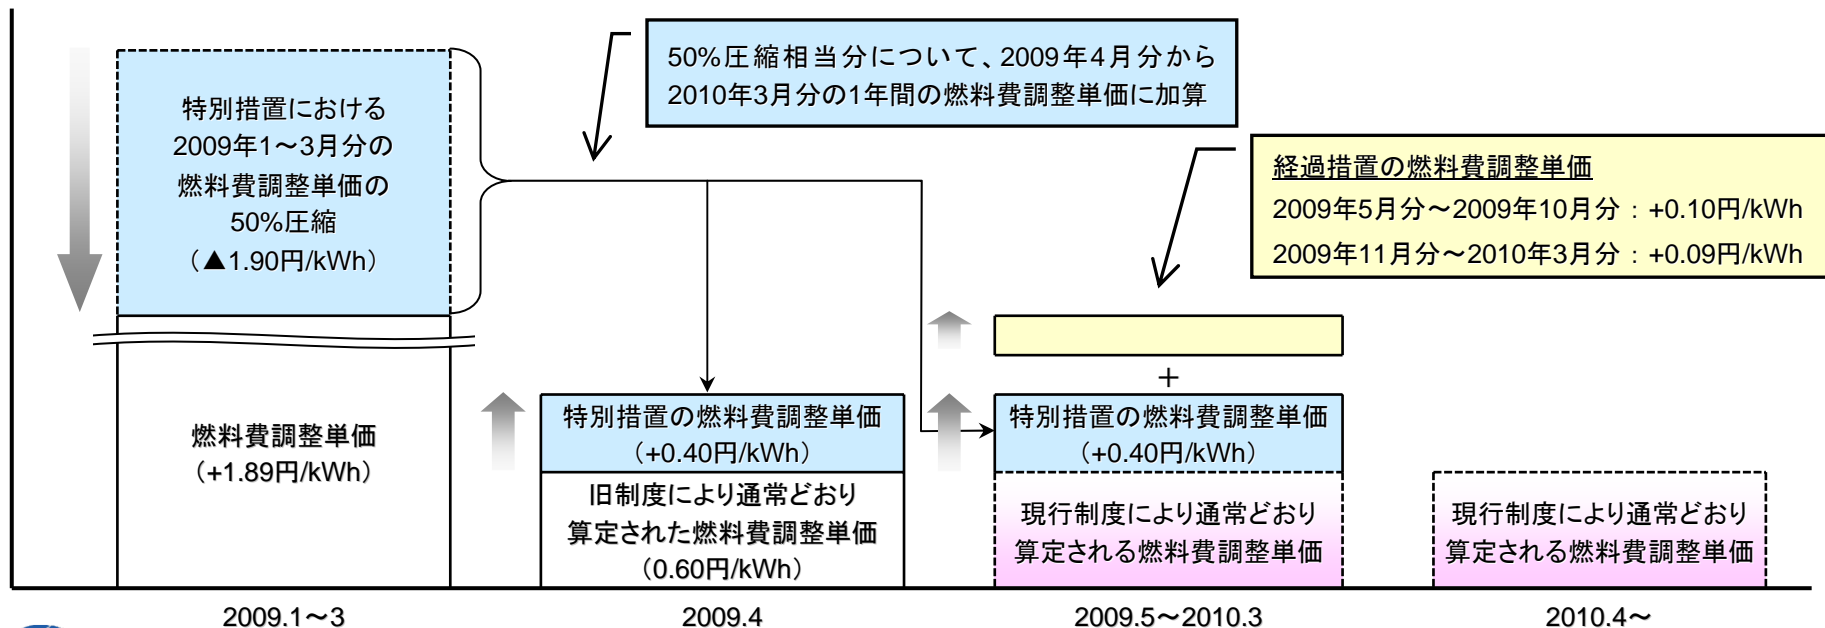 50%圧縮相当分について、2009年4月分から
2010年3月分の1年間の燃料費調整単価に加算
特別措置における
2009年1～3月分の
燃料費調整単価の
50%圧縮
（▲1.90円/kWh）
経過措置の燃料費調整単価
2009年5月分～2009年10月分：+0.10円/kWh
2009年11月分～2010年3月分：+0.09円/kWh
燃料費調整単価
（+1.89円/kWh）
特別措置の燃料費調整単価
（+0.40円/kWh）
旧制度により通常どおり
算定された燃料費調整単価
（0.60円/kWh）
＋
特別措置の燃料費調整単価
（+0.40円/kWh）
現行制度により通常どおり
算定される燃料費調整単価
現行制度により通常どおり
算定される燃料費調整単価
2009.1～3
2009.4
2009.5～2010.3
2010.4～